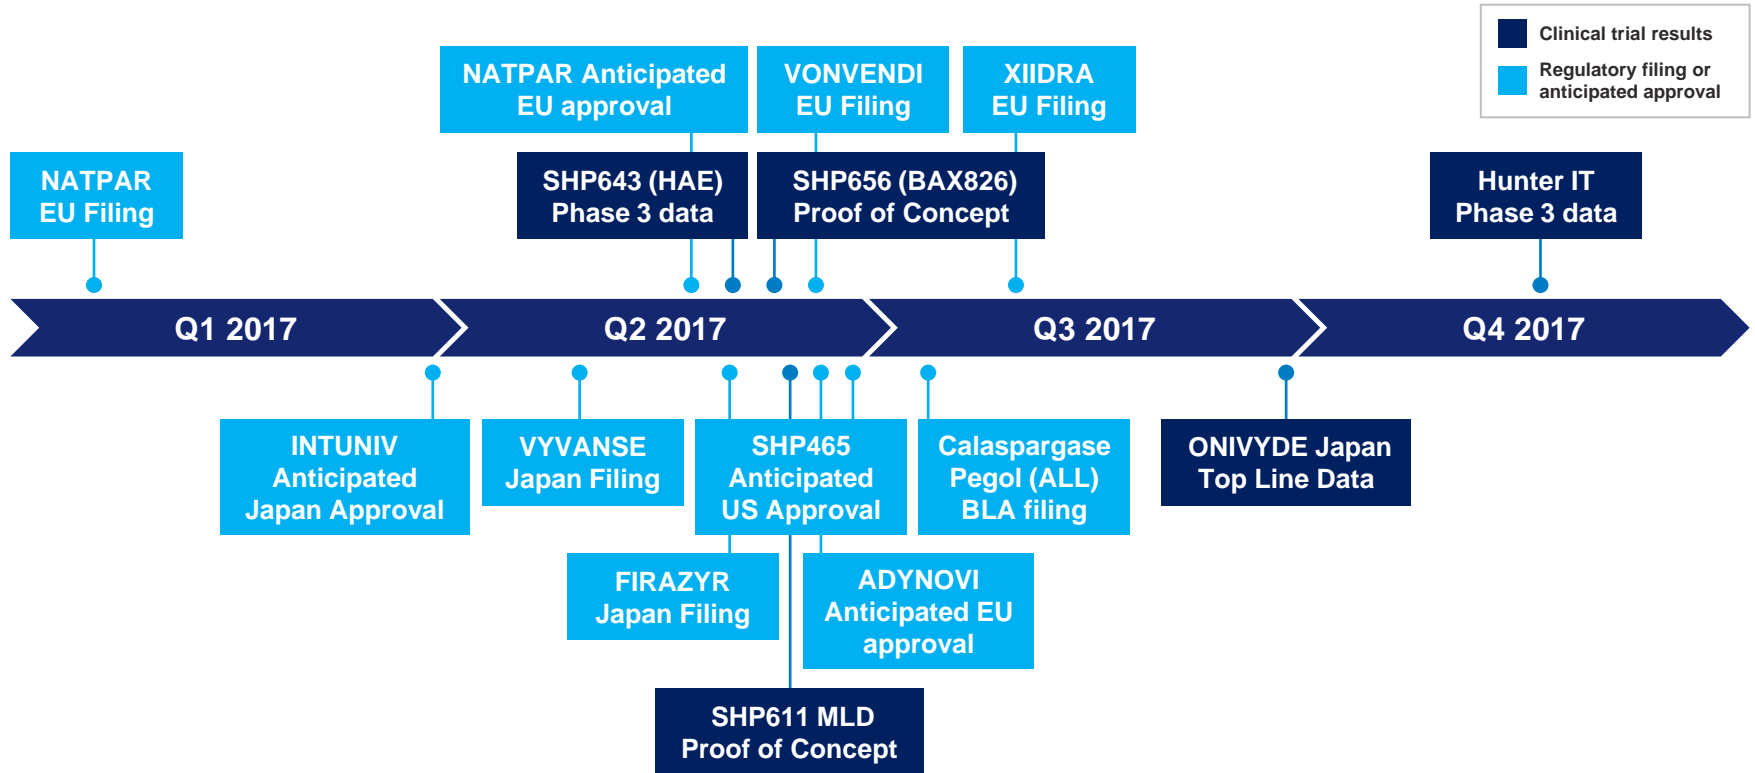 Clinical trial results
Regulatory filing or
anticipated approval
NATPAR Anticipated
EU approval
VONVENDI
EU Filing
XIIDRA
EU Filing
NATPAR
EU Filing
SHP643 (HAE)
Phase 3 data
SHP656 (BAX826)
Proof of Concept
Hunter IT
Phase 3 data
Q1 2017
Q2 2017
Q3 2017
Q4 2017
INTUNIV
Anticipated
Japan Approval
VYVANSE
Japan Filing
SHP465
Anticipated
US Approval
Calaspargase
Pegol (ALL)
BLA filing
ONIVYDE Japan
Top Line Data
FIRAZYR
Japan Filing
ADYNOVI
Anticipated EU
approval
SHP611 MLD
Proof of Concept